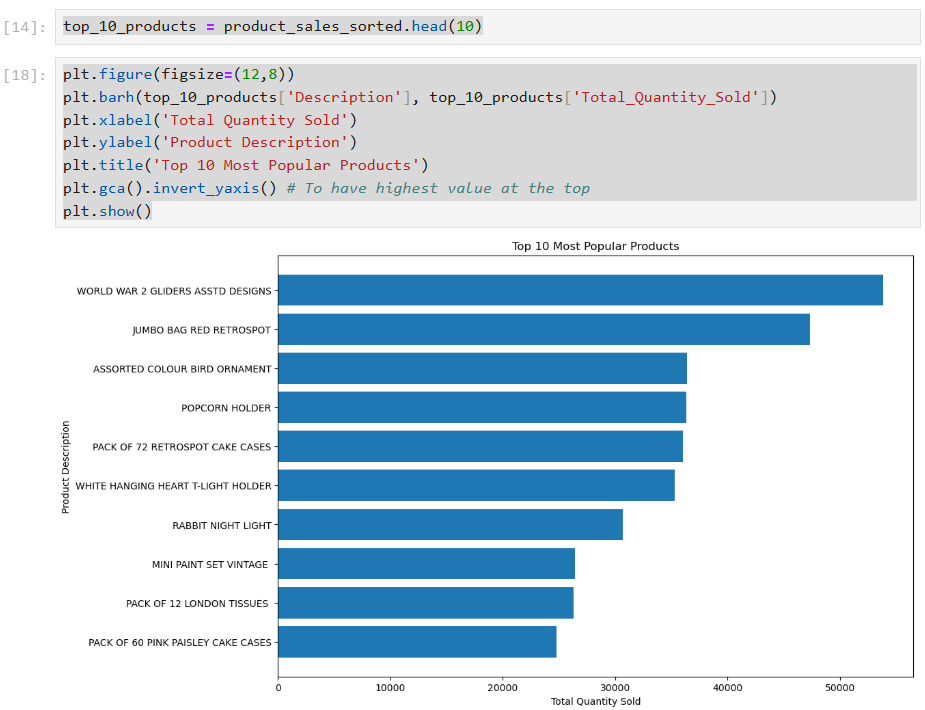 [14]: top_10_products = product_sales_sorted.head(10)
[18]: plt.figure(figsize=(12,8))
plt.barh(top_10_products['Description'], top_10_products['Total_Quantity_Sold'])
plt.xlabel('Total Quantity Sold')
plt.ylabel('Product Description')
plt.title('Top 10 Most Popular Products')
plt.gca().invert_yaxis() # To have highest value at the top
plt.show()
Top 10 Most Popular Products
WORLD WAR 2 GLIDERS ASSTD DESIGNS
JUMBO BAG RED RETROSPOT
ASSORTED COLOUR BIRD ORNAMENT
POPCORN HOLDER
PACK OF 72 RETROSPOT CAKE CASES
WHITE HANGING HEART T-LIGHT HOLDER
RABBIT NIGHT LIGHT
MINI PAINT SET VINTAGE
PACK OF 12 LONDON TISSUES
PACK OF 60 PINK PAISLEY CAKE CASES
Product Description
0 10000 20000 30000 40000 50000
Total Quantity Sold